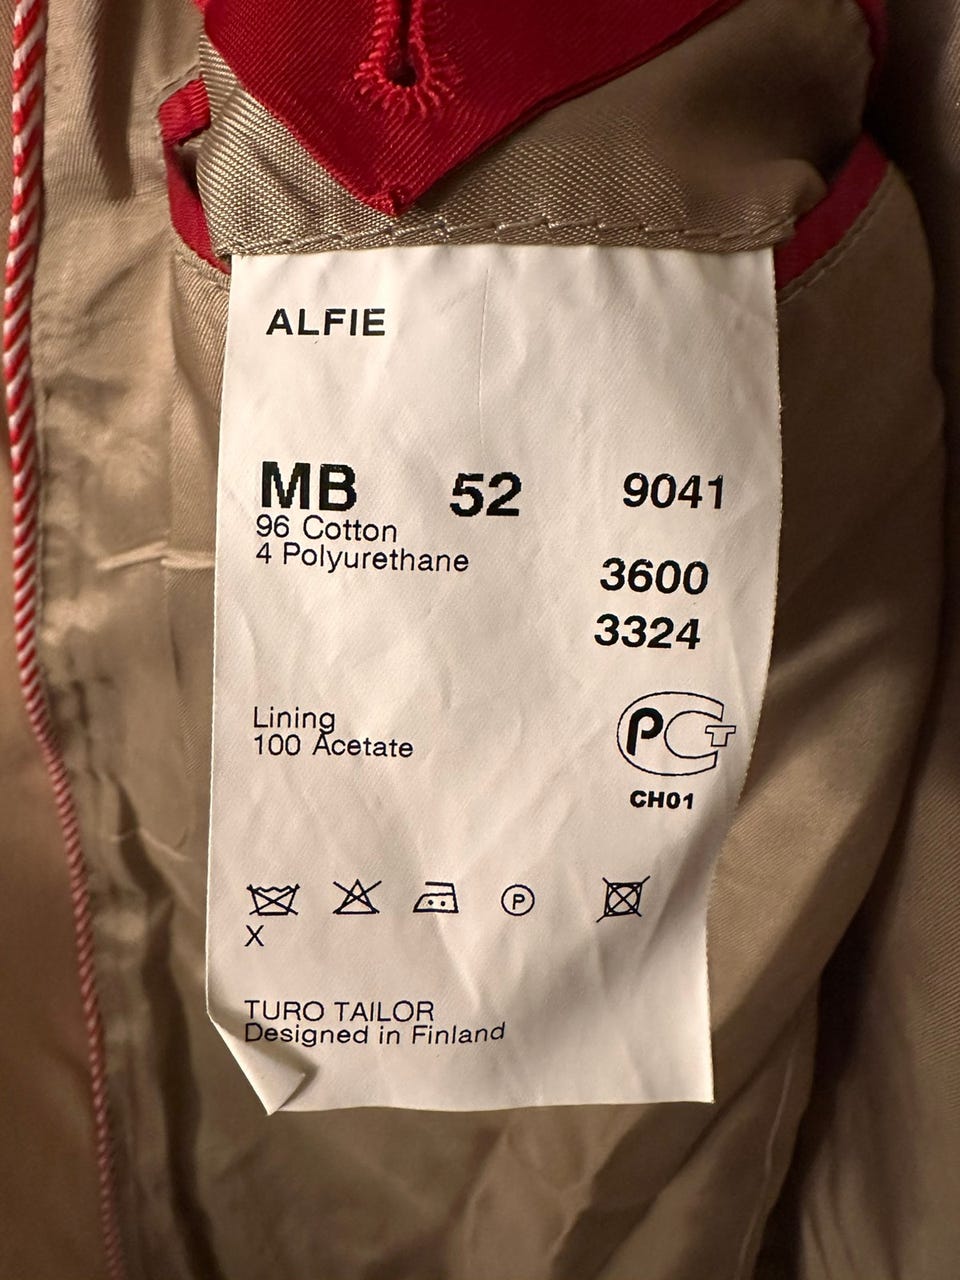 ALFIE
MB 52 9041
96 Cotton
4 Polyurethane
3600
3324
Lining
100 Acetate
PCT
CH01
P
X
TURO TAILOR
Designed in Finland